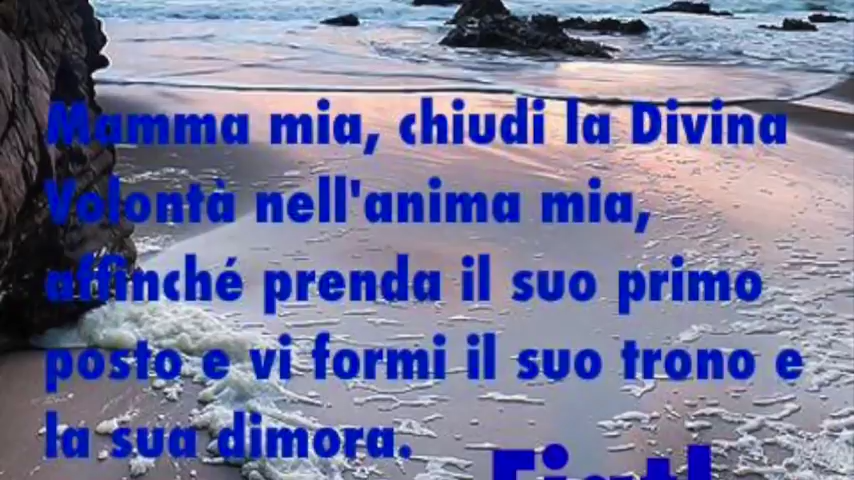 Mamma mia, chiudi la Divina
Volontà nell'anima mia,
affinché prenda il suo primo
posto e vi formi il suo trono e
la sua dimora.